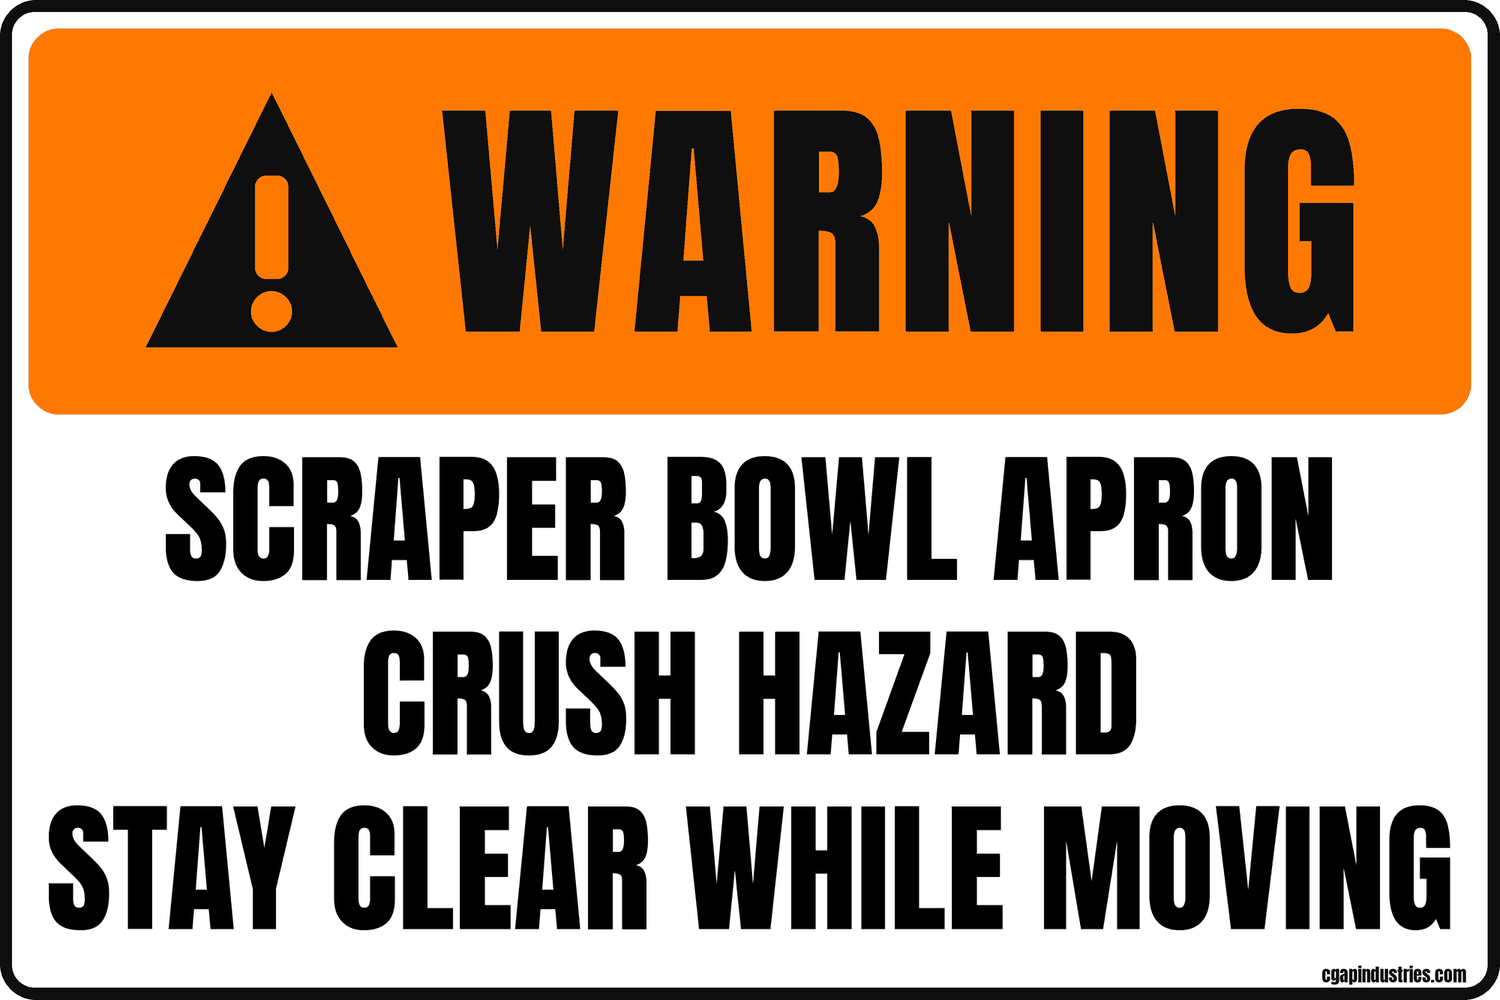 WARNING
SCRAPER BOWL APRON
CRUSH HAZARD
STAY CLEAR WHILE MOVING
cgapindustries.com